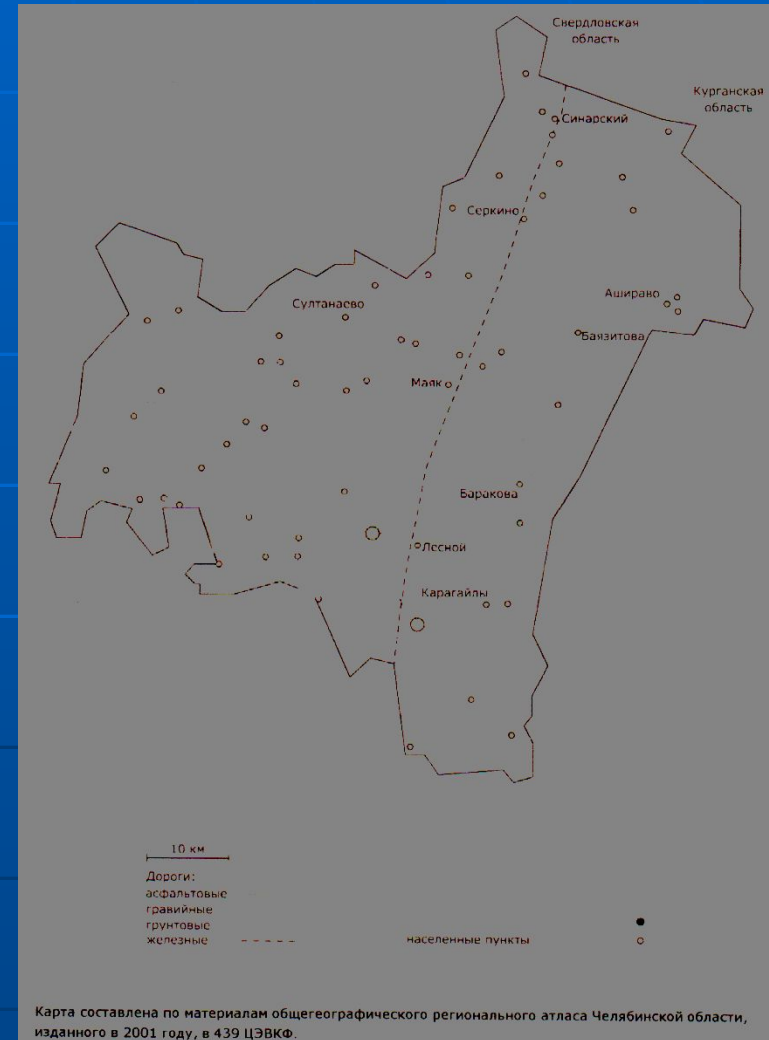 Свердловская
область
Курганская
область
Синарский
Серкино
Ашираво
Султанаево
Баязитова
Маяк
Баракова
Лесной
Карагайлы
10 км
Дороги:
асфальтовые
гравийные
грунтовые
железные
населенные пункты
Карта составлена по материалам общегеографического регионального атласа Челябинской области,
изданного в 2001 году, в 439 ЦЭВКФ.